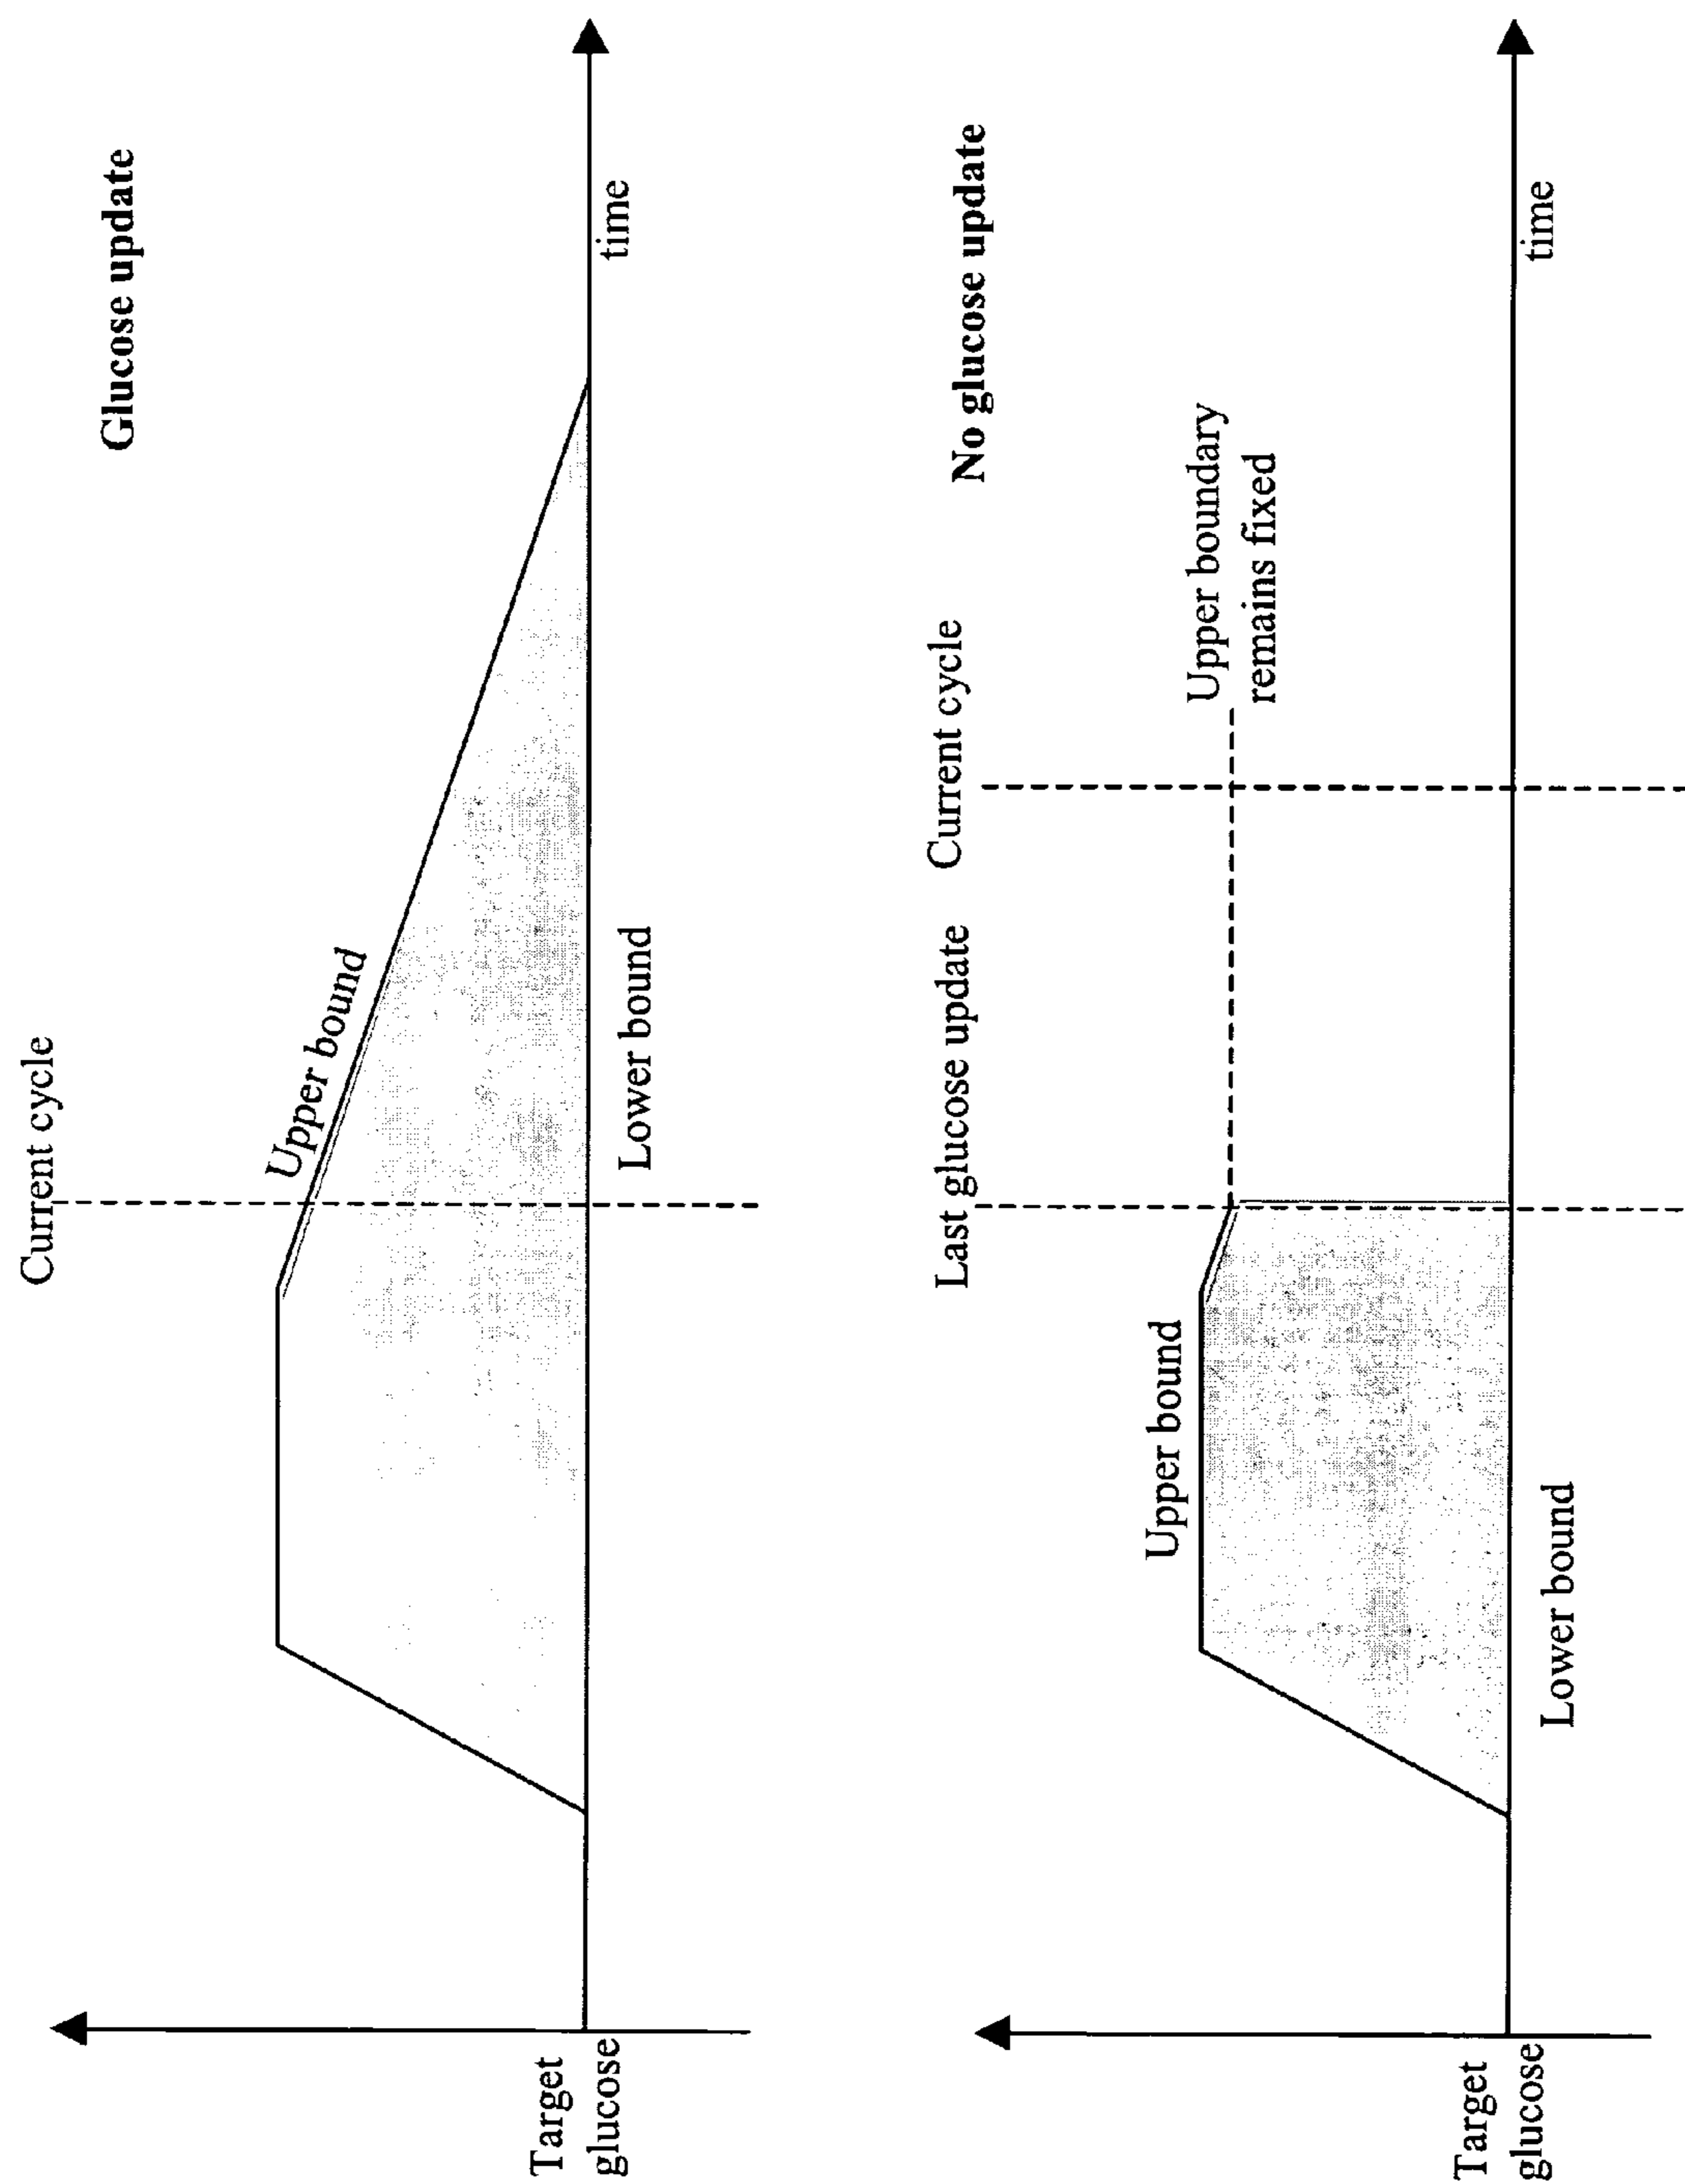 Glucose update
Current cycle
Upper bound
Target
glucose
Lower bound
time
No glucose update
Last glucose update
Current cycle
Upper bound
Upper boundary
remains fixed
Target
glucose
Lower bound
time